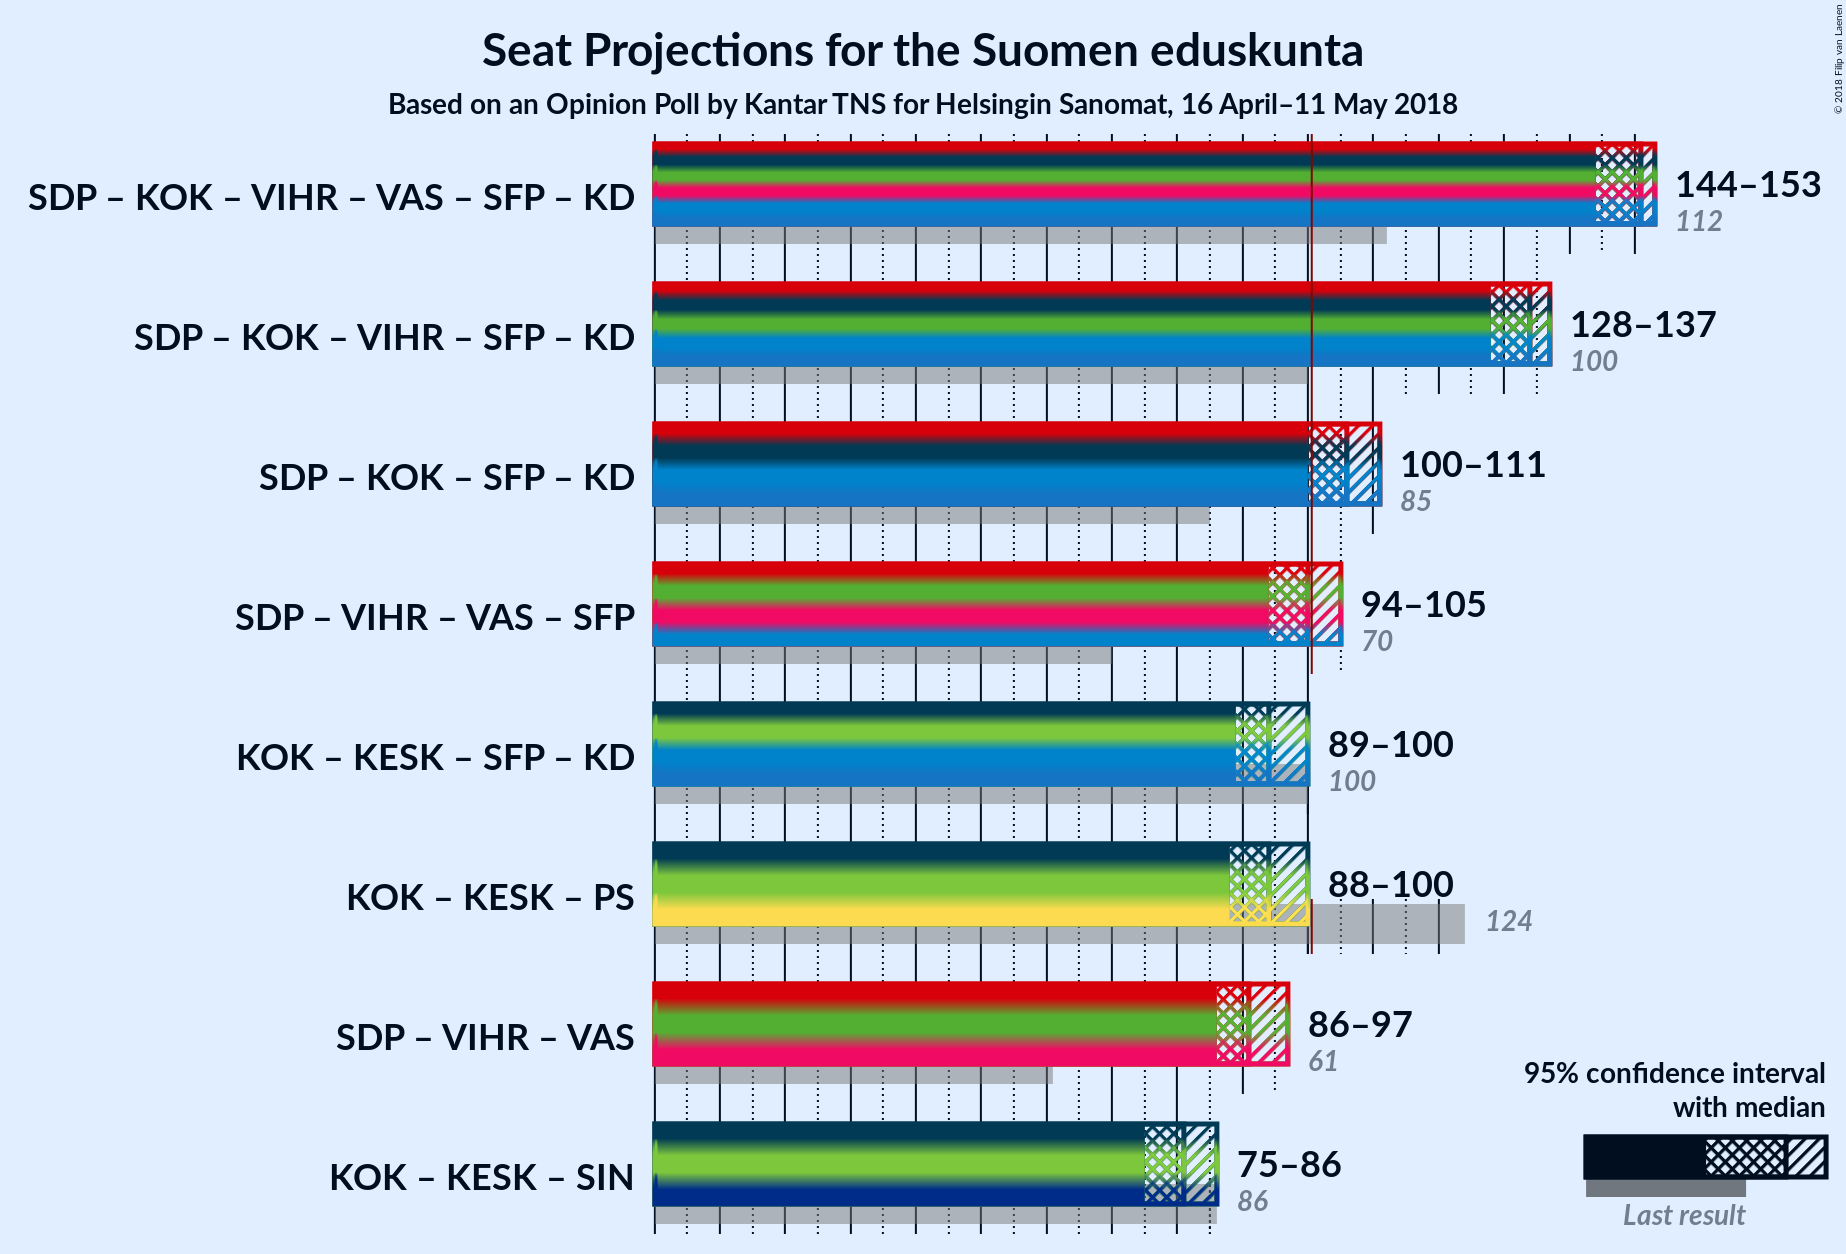 Seat Projections for the Suomen eduskunta
Based on an Opinion Poll by Kantar TNS for Helsingin Sanomat, 16 April–11 May 2018
© 2018 Filip van Laenen
SDP – KOK – VIHR – VAS – SFP – KD
144–153
112
SDP – KOK – VIHR – SFP – KD
128–137
100
SDP – KOK – SFP – KD
100–111
85
SDP – VIHR – VAS – SFP
94–105
70
KOK – KESK – SFP – KD
89–100
100
KOK – KESK – PS
88–100
124
SDP – VIHR – VAS
86–97
61
KOK – KESK – SIN
75–86
86
95% confidence interval
with median
Last result